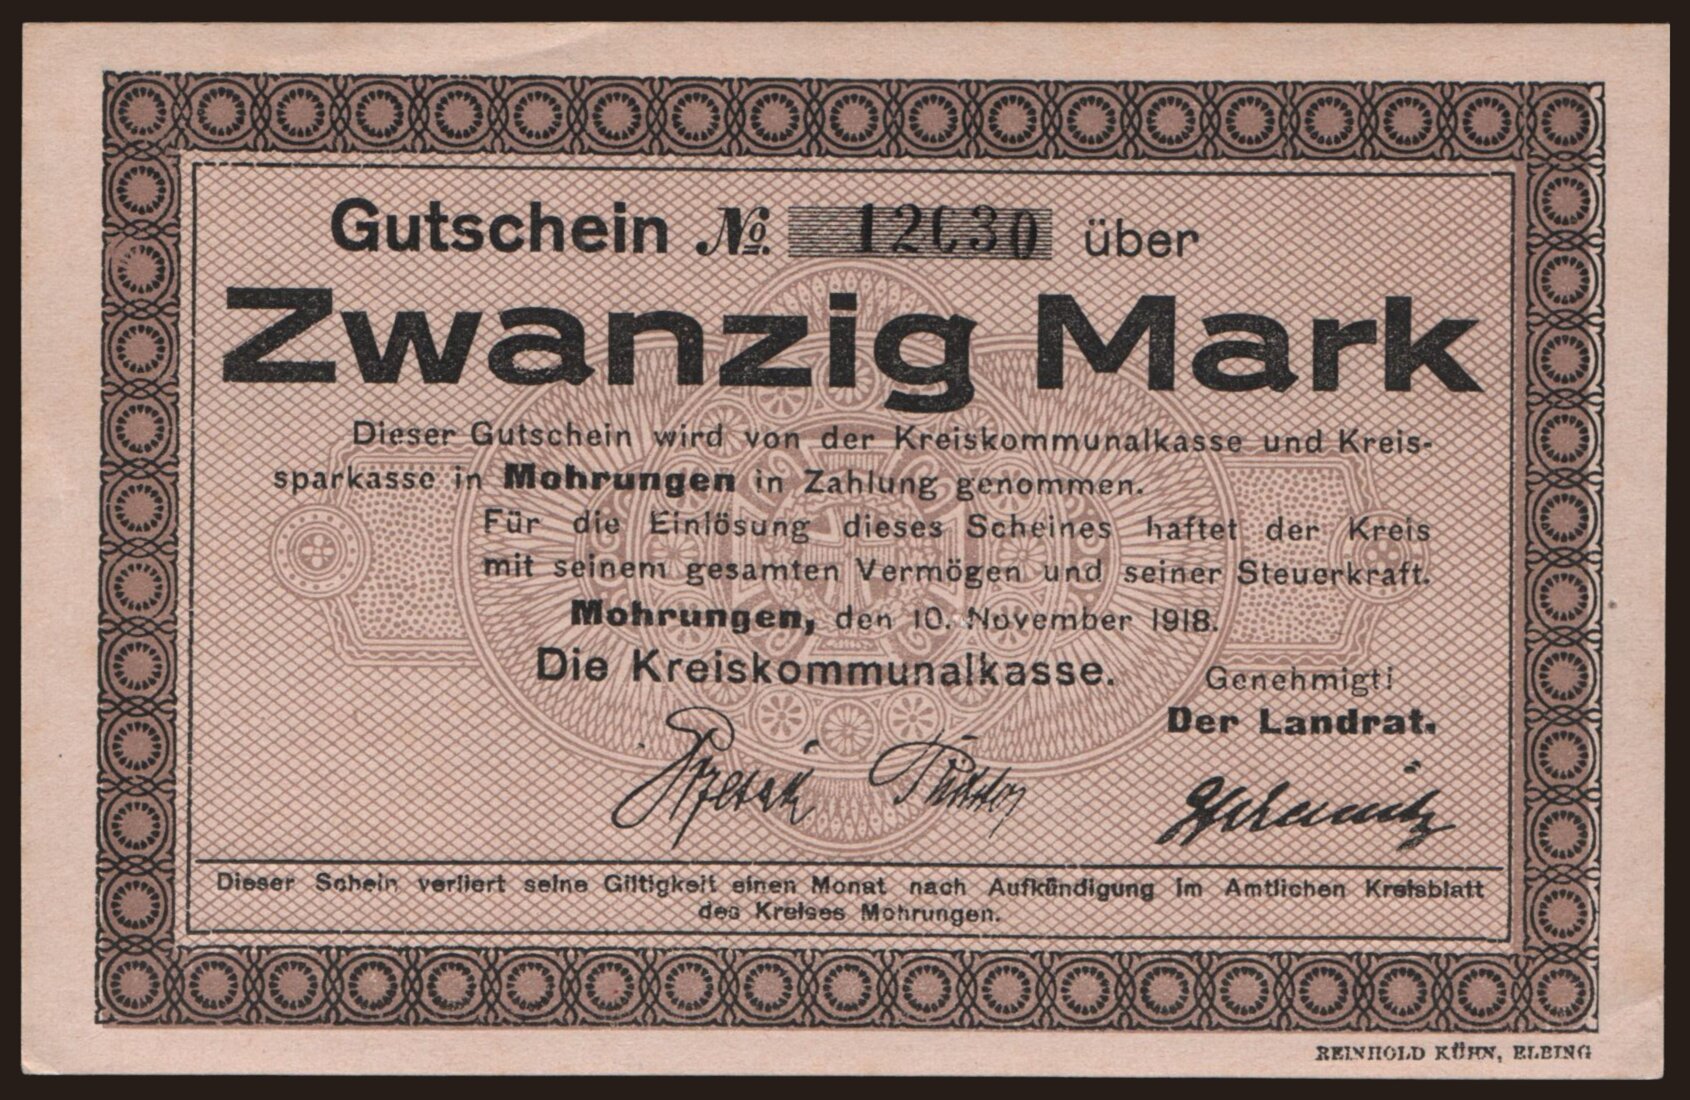 Gutschein № 12030 über
Zwanzig Mark
Dieser Gutschein wird von der Kreiskommunalkasse und Kreis-
sparkasse in Mohrungen in Zahlung genommen.
Für die Einlösung dieses Scheines haftet der Kreis
mit seinem gesamten Vermögen und seiner Steuerkraft.
Mohrungen, den 10. November 1918.
Die Kreiskommunalkasse.
Genehmigt!
Der Landrat.
Dieser Schein verliert seine Giltigkeit einen Monat nach Aufkündigung im Amtlichen Kreisblatt
des Kreises Mohrungen.
REINHOLD KÜHN, ELBING